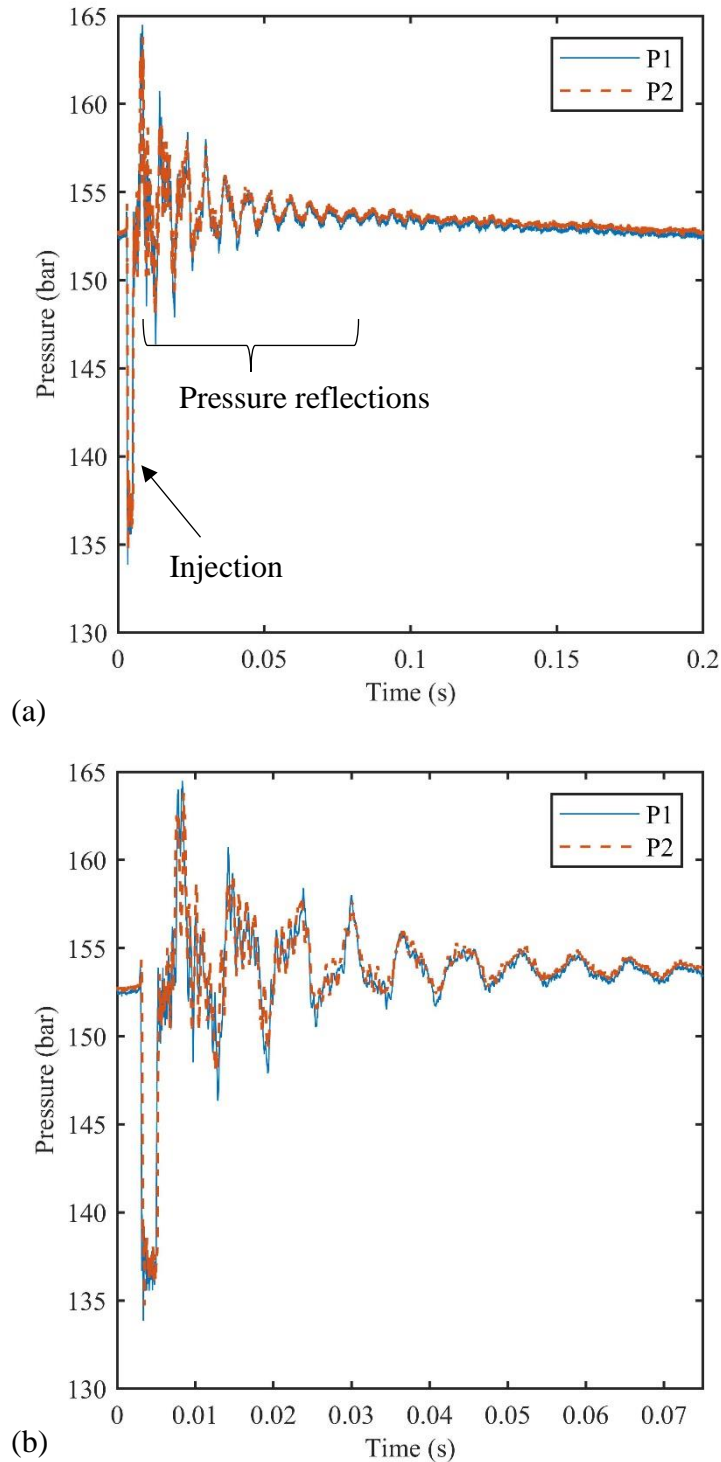 165
160
155
150
145
140
135
130
Pressure (bar)
P1
P2
Pressure reflections
Injection
0 0.05 0.1 0.15 0.2
Time (s)
(a)
165
160
155
150
145
140
135
130
Pressure (bar)
P1
P2
0 0.01 0.02 0.03 0.04 0.05 0.06 0.07
Time (s)
(b)